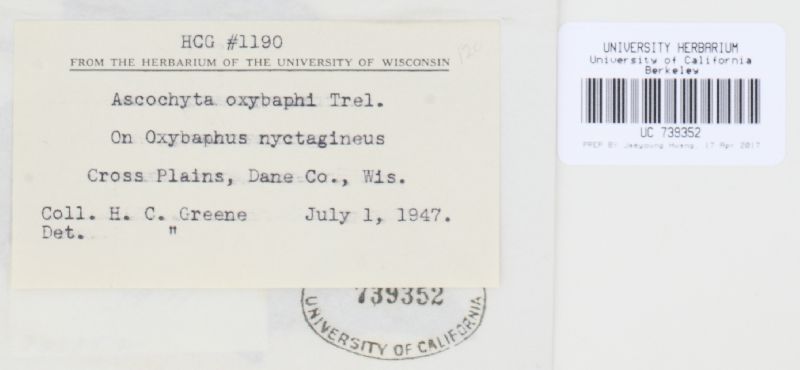 HCG #1190
FROM THE HERBARIUM OF THE UNIVERSITY OF WISCONSIN
120
Ascochyta oxybaphi Trel.
On Oxybaphus nyctagineus
Cross Plains, Dane Co., Wis.
Coll. H. C. Greene July 1, 1947.
Det. "
739352
UNIVERSITY OF CALIFORNIA
UNIVERSITY HERBARIUM
University of California
Berkeley
UC 739352
PREP BY Jaeyoung Hwang, 17 Apr 2017